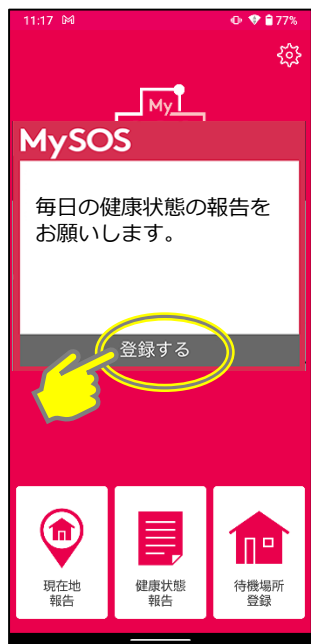 11:17
77%
My
MySOS
毎日の健康状態の報告を
お願いします。
登録する
現在地
報告
健康状態
報告
待機場所
登録